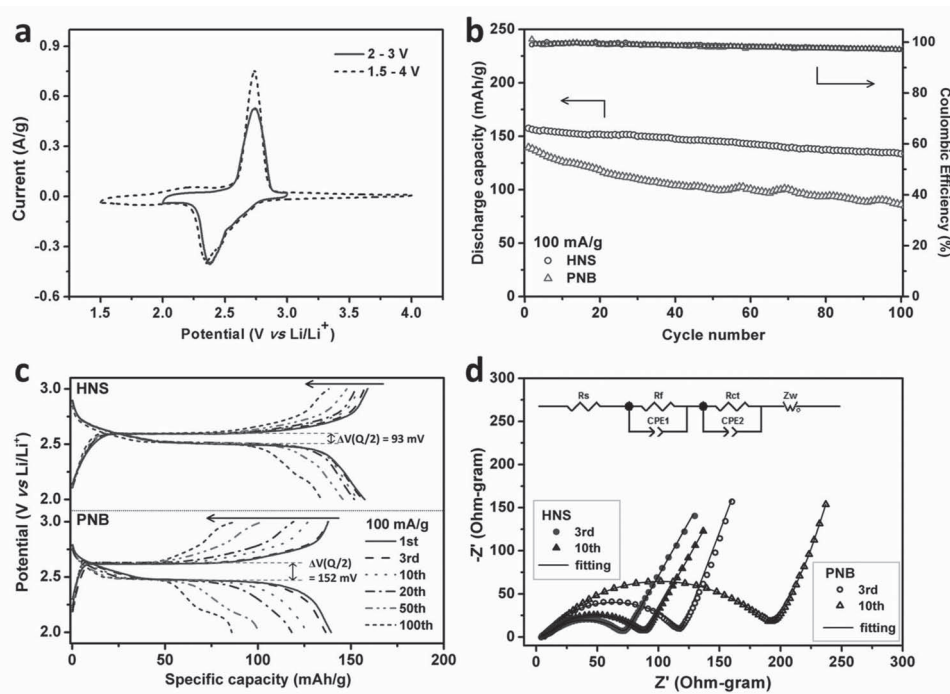 a
0.9
0.6
0.3
0.0
-0.3
-0.6
Current (A/g)
2 - 3 V
1.5 - 4 V
1.5
2.0
2.5
3.0
3.5
4.0
Potential (V vs Li/Li+)
b
250
200
150
100
50
0
Discharge capacity (mAh/g)
100 mA/g
HNS
PNB
100
80
60
40
20
0
Coulombic Efficiency (%)
0
20
40
60
80
100
Cycle number
c
3.0
2.5
2.0
3.0
2.5
2.0
Potential (V vs Li/Li+)
HNS
ΔV(Q/2) = 93 mV
PNB
100 mA/g
1st
3rd
10th
20th
50th
100th
ΔV(Q/2)
= 152 mV
0
50
100
150
200
Specific capacity (mAh/g)
d
300
250
200
150
100
50
0
-Z' (Ohm-gram)
Rs
Rf
Rct
Zw
CPE1
CPE2
HNS
3rd
10th
fitting
PNB
3rd
10th
fitting
0
50
100
150
200
250
300
Z' (Ohm-gram)